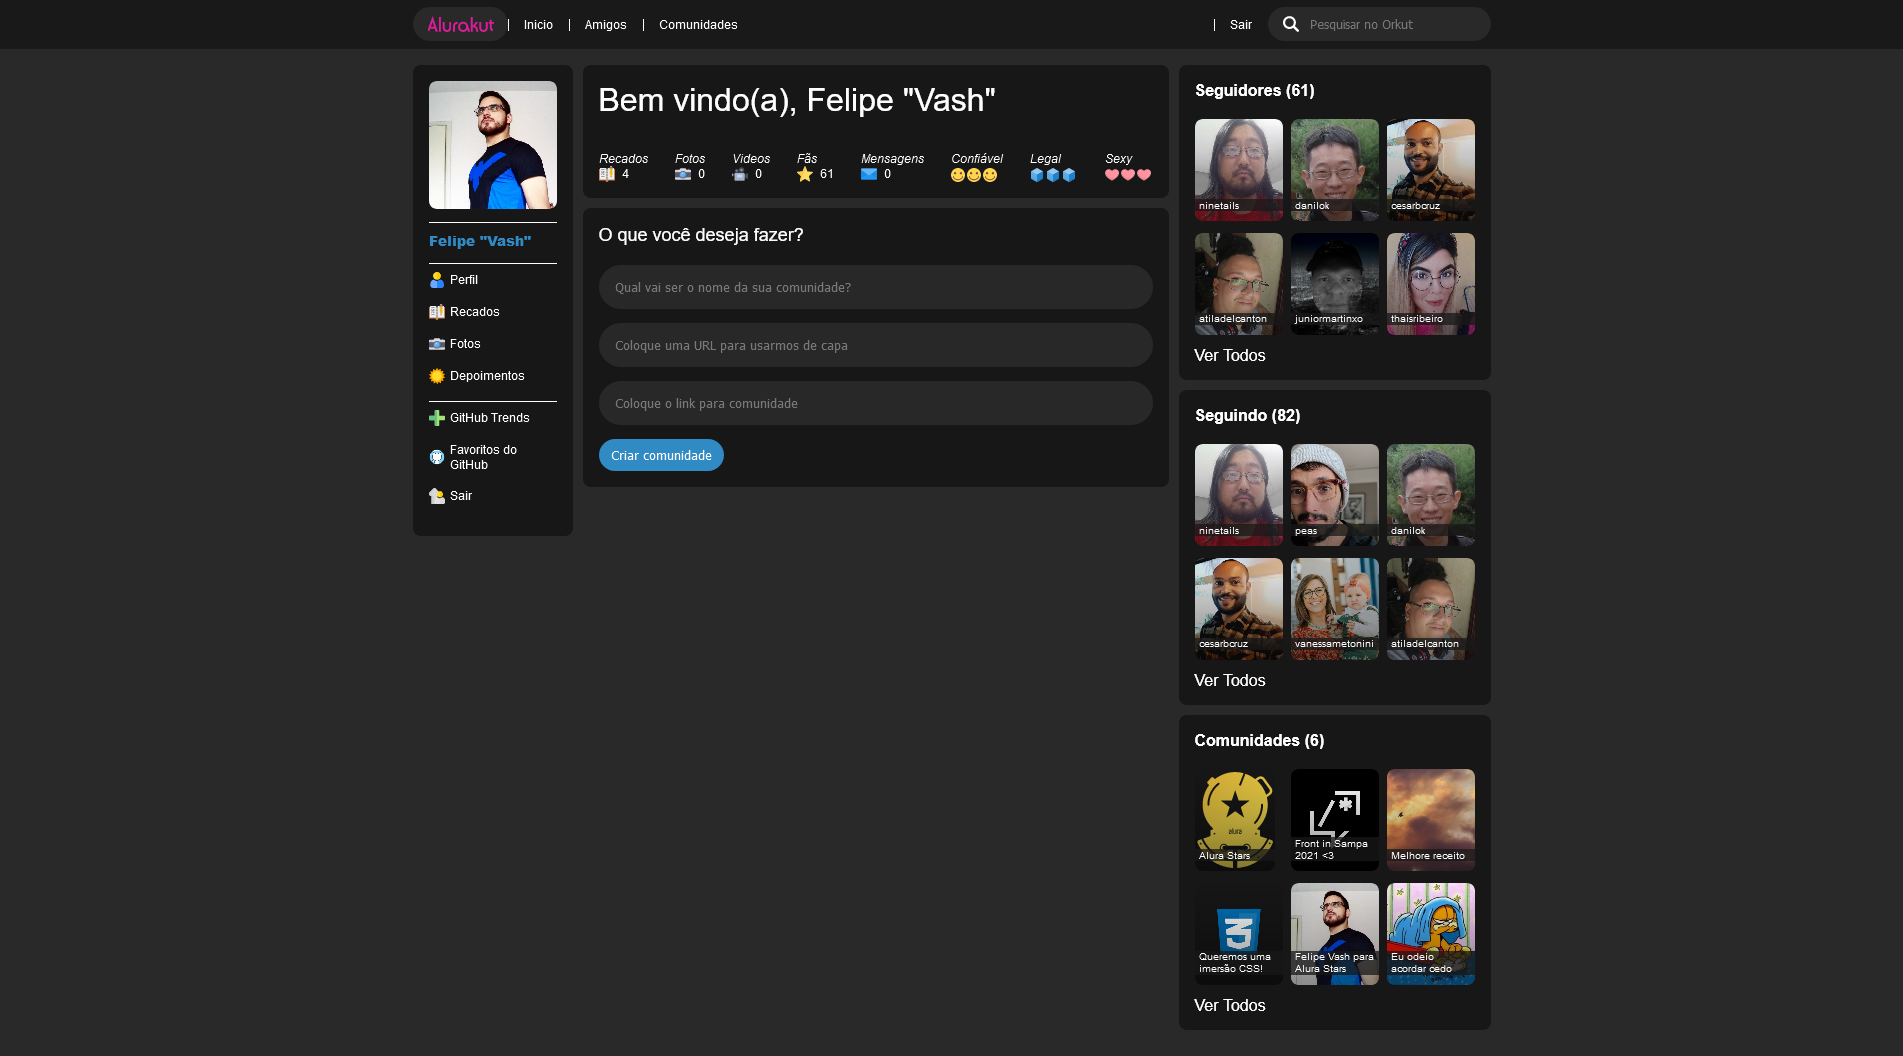 Alurakut
Inicio
Amigos
Comunidades
Sair
Pesquisar no Orkut
Felipe "Vash"
Perfil
Recados
Fotos
Depoimentos
GitHub Trends
Favoritos do
GitHub
Sair
Bem vindo(a), Felipe "Vash"
Recados
4
Fotos
0
Videos
0
Fãs
61
Mensagens
0
Confiável
Legal
Sexy
O que você deseja fazer?
Qual vai ser o nome da sua comunidade?
Coloque uma URL para usarmos de capa
Coloque o link para comunidade
Criar comunidade
Seguidores (61)
ninetails
danilok
cesarbcruz
atiladelcanton
juniormartinxo
thaisribeiro
Ver Todos
Seguindo (82)
ninetails
peas
danilok
cesarbcruz
vanessametonini
atiladelcanton
Ver Todos
Comunidades (6)
alura
Alura Stars
Front in Sampa
2021 <3
Melhore receito
Queremos uma
imersão CSS!
Felipe Vash para
Alura Stars
Eu odeio
acordar cedo
Ver Todos